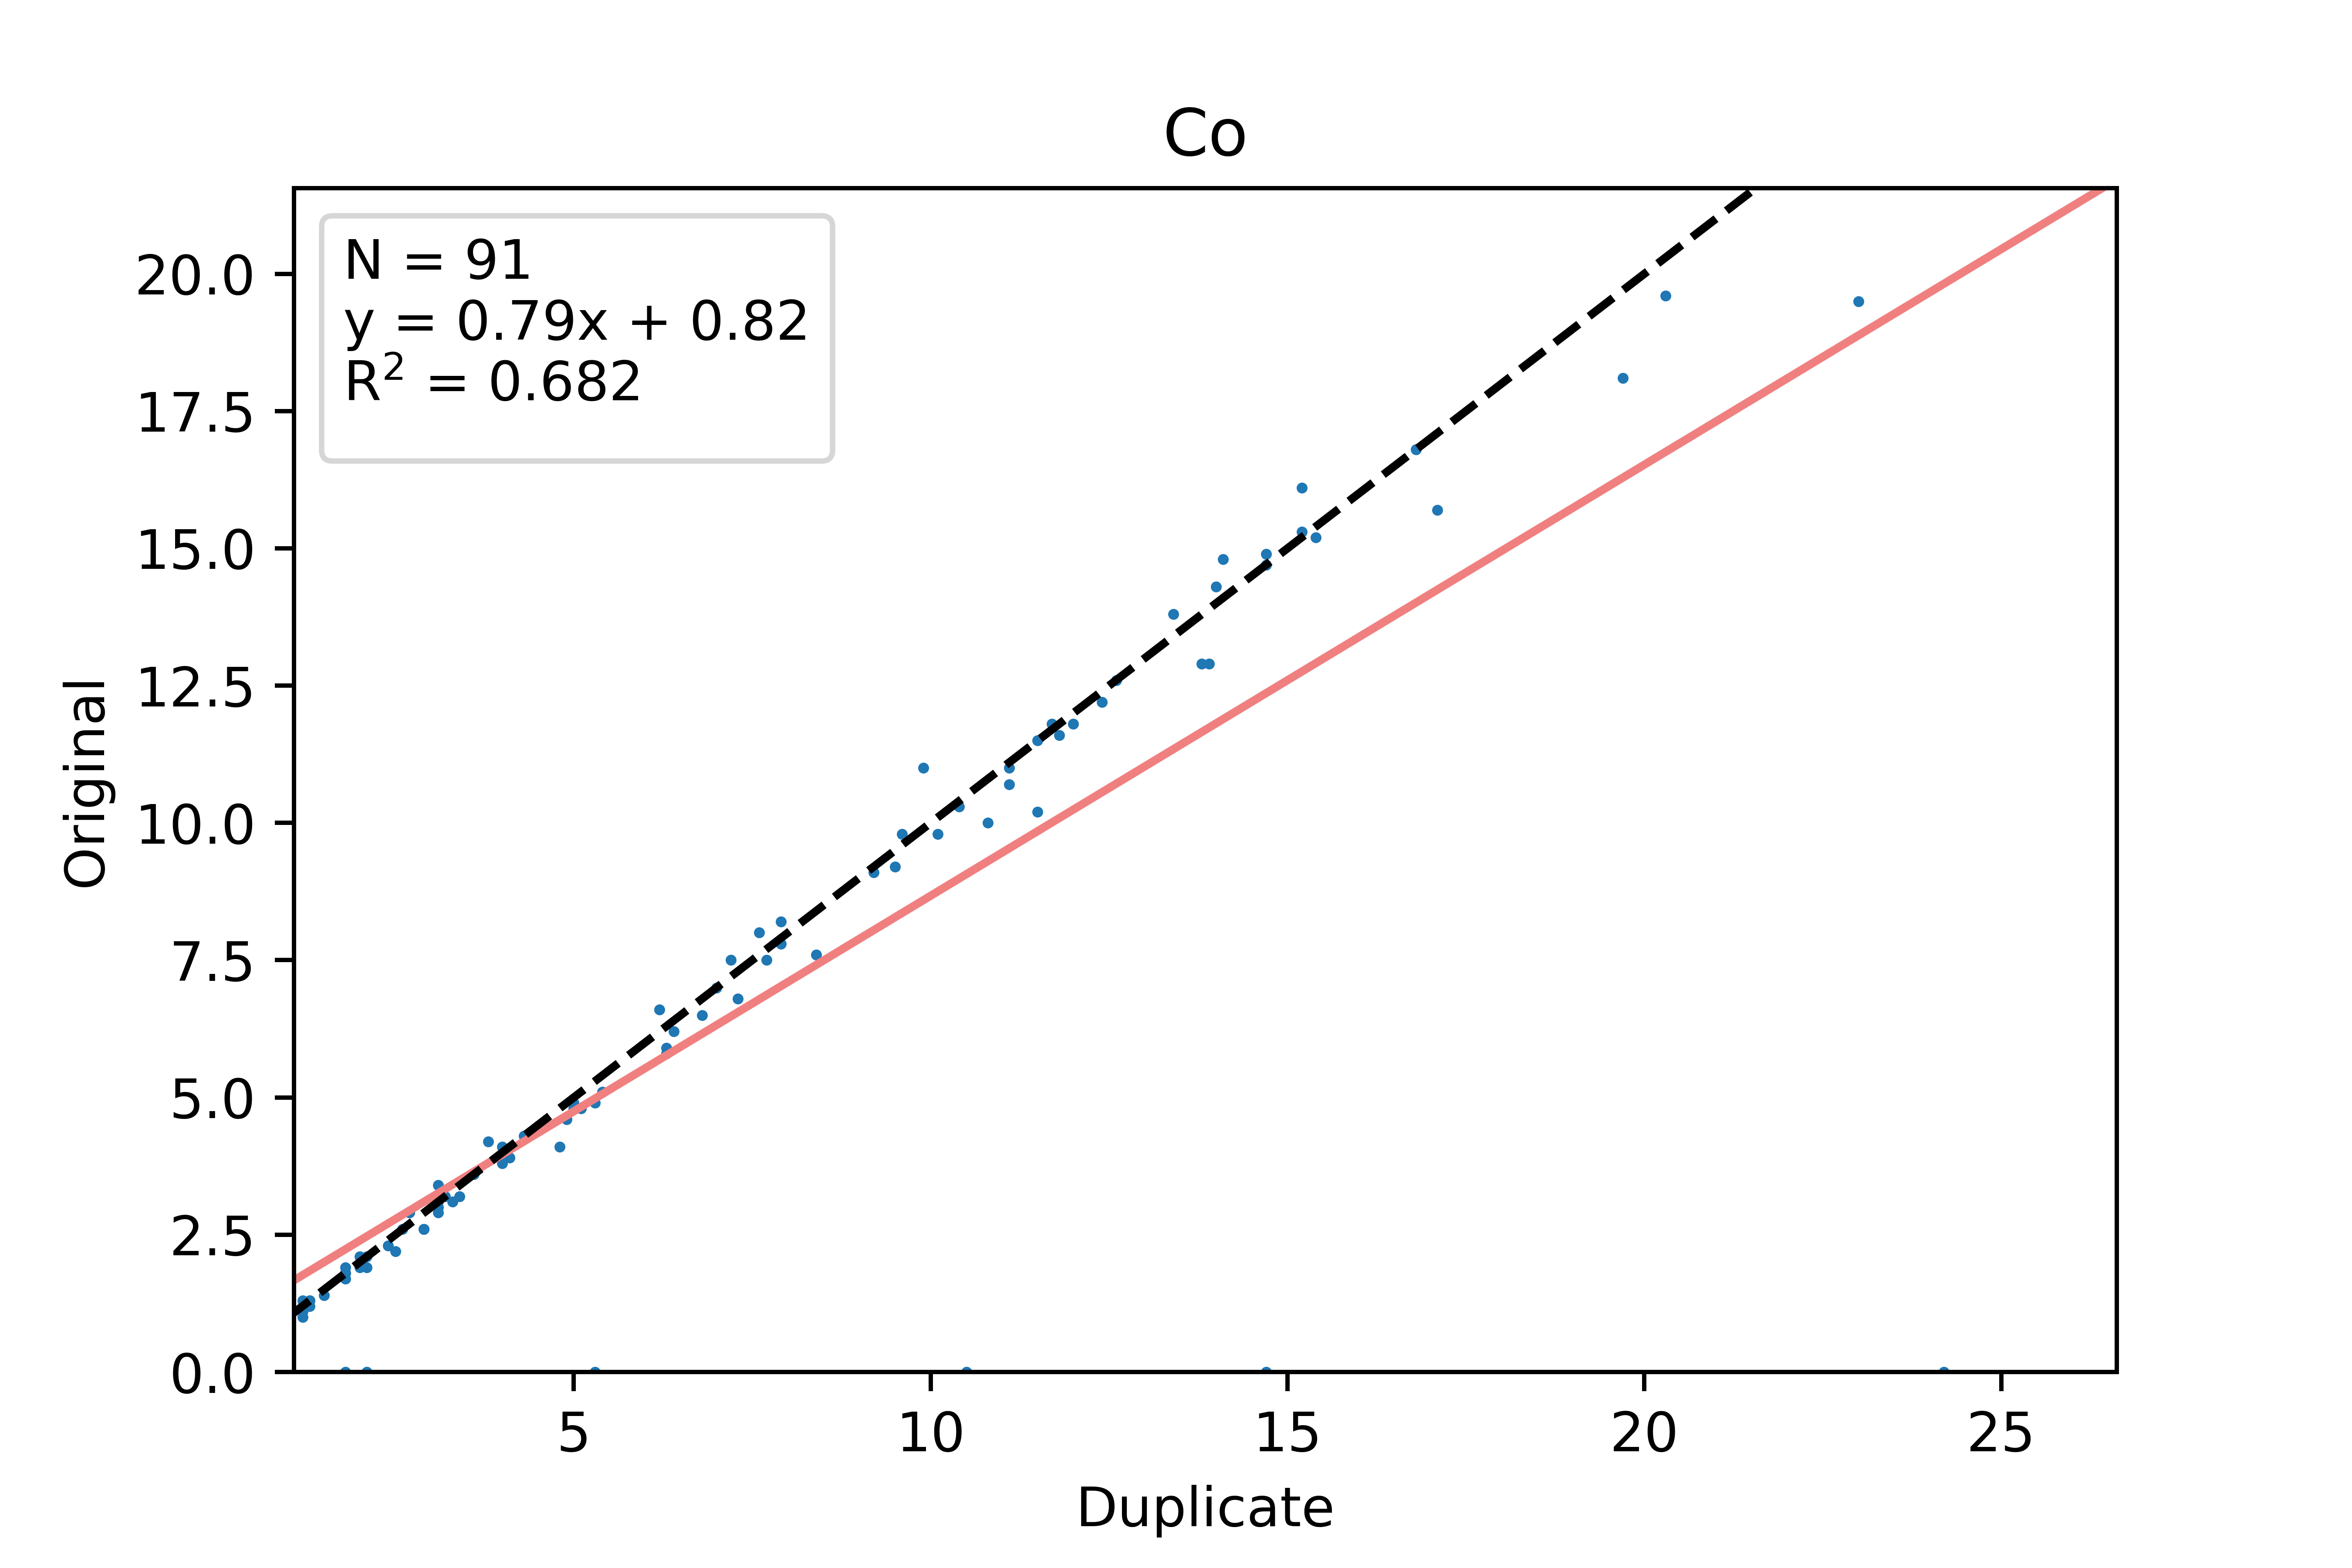 Co
N = 91
y = 0.79x + 0.82
R² = 0.682
20.0
17.5
15.0
12.5
10.0
7.5
5.0
2.5
0.0
Original
5 10 15 20 25
Duplicate